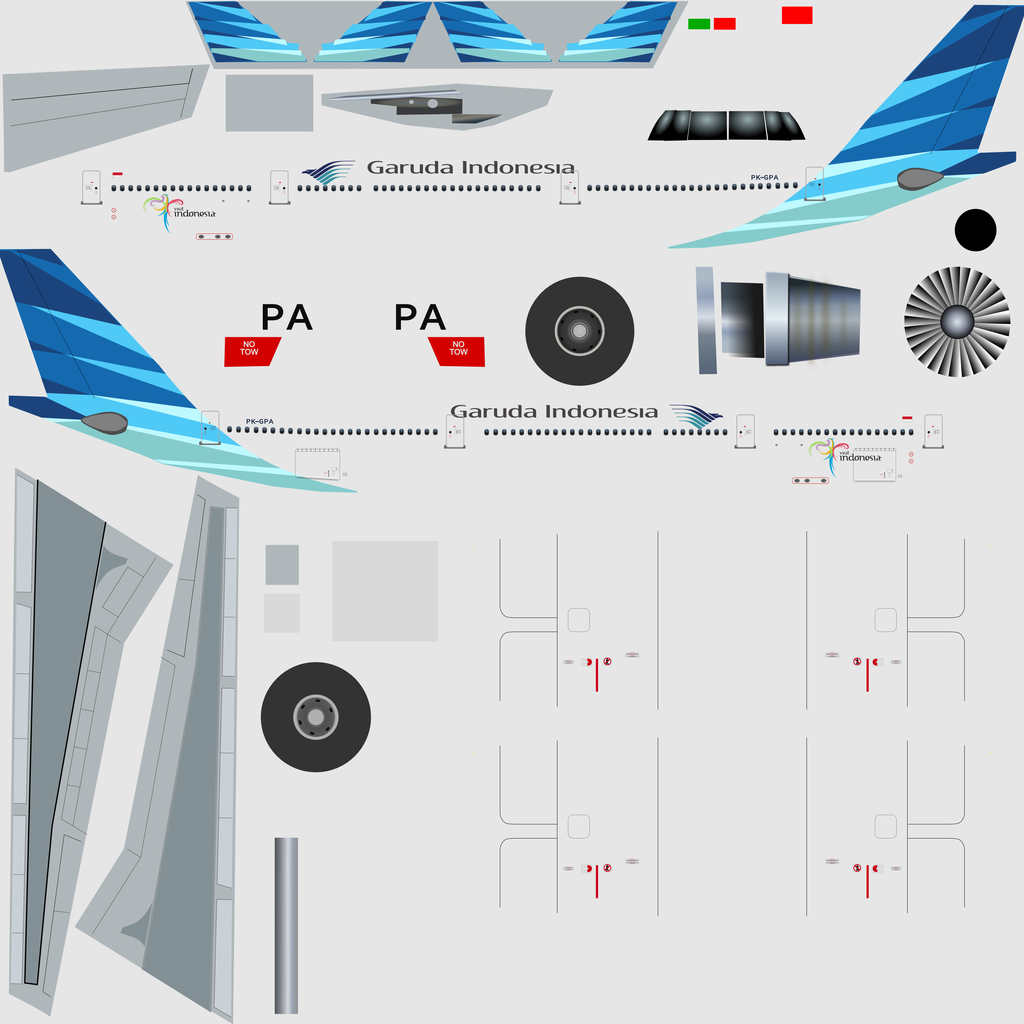 Garuda Indonesia
PK-GPA
visit
indonesia
PA
PA
NO
TOW
NO
TOW
Garuda Indonesia
PK-GPA
visit
indonesia